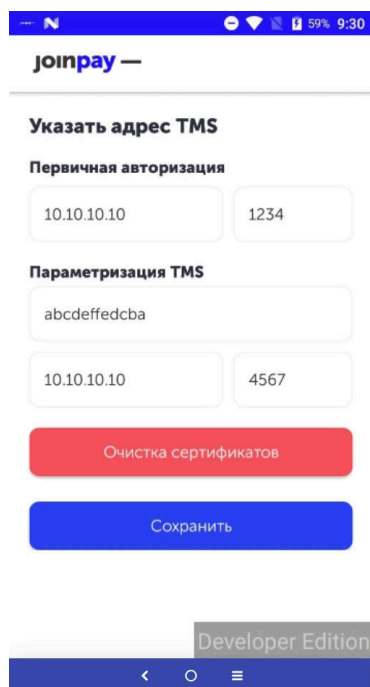 59% 9:30
joinpay —
Указать адрес TMS
Первичная авторизация
10.10.10.10 1234
Параметризация TMS
abcdeffedcba
10.10.10.10 4567
Очистка сертификатов
Сохранить
Developer Edition